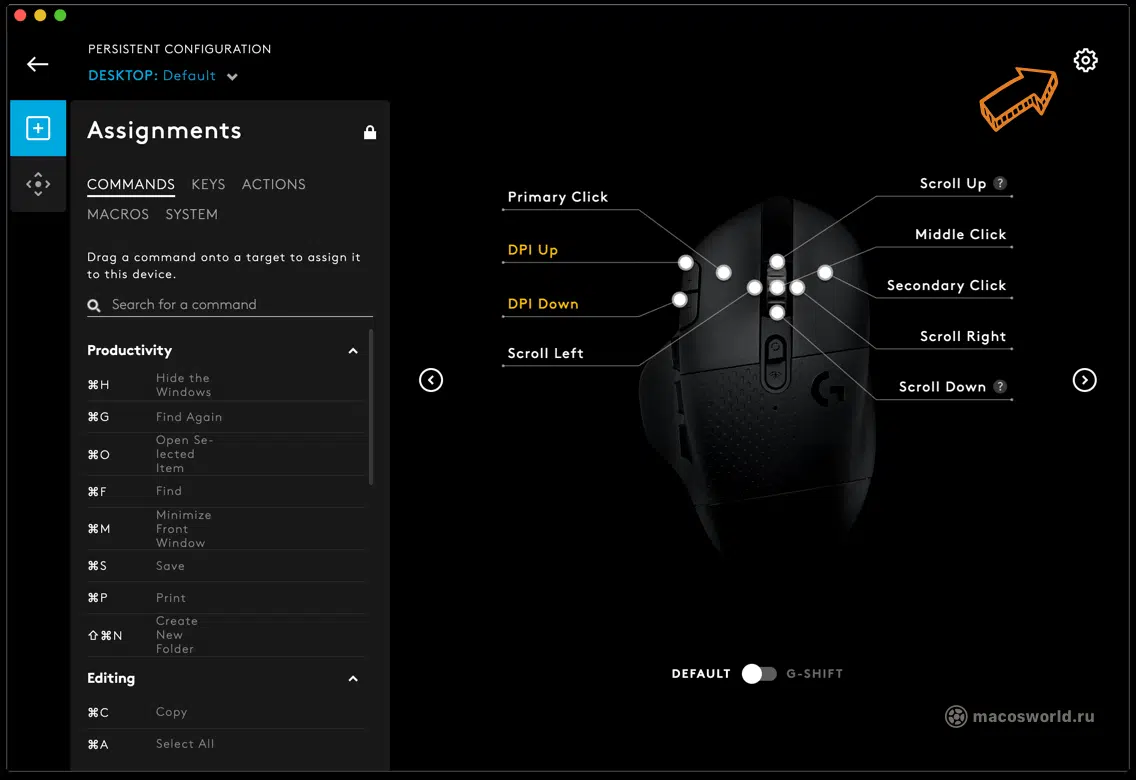 PERSISTENT CONFIGURATION
DESKTOP: Default
Assignments
COMMANDS KEYS ACTIONS
MACROS SYSTEM
Drag a command onto a target to assign it
to this device.
Search for a command
Productivity
⌘H Hide the
Windows
⌘G Find Again
⌘O Open Se-
lected
Item
⌘F Find
⌘M Minimize
Front
Window
⌘S Save
⌘P Print
⇧⌘N Create
New
Folder
Editing
⌘C Copy
⌘A Select All
Primary Click
DPI Up
DPI Down
Scroll Left
Scroll Up ?
Middle Click
Secondary Click
Scroll Right
Scroll Down ?
G
DEFAULT G-SHIFT
macosworld.ru